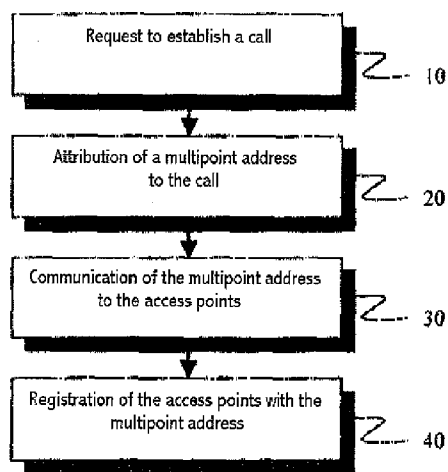 Request to establish a call
10
Attribution of a multipoint address
to the call
20
Communication of the multipoint address
to the access points
30
Registration of the access points with the
multipoint address
40